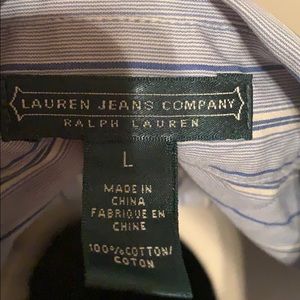 LAUREN JEANS COMPANY
RALPH LAUREN
L
MADE IN
CHINA
FABRIQUE EN
CHINE
100%COTTON/
COTON